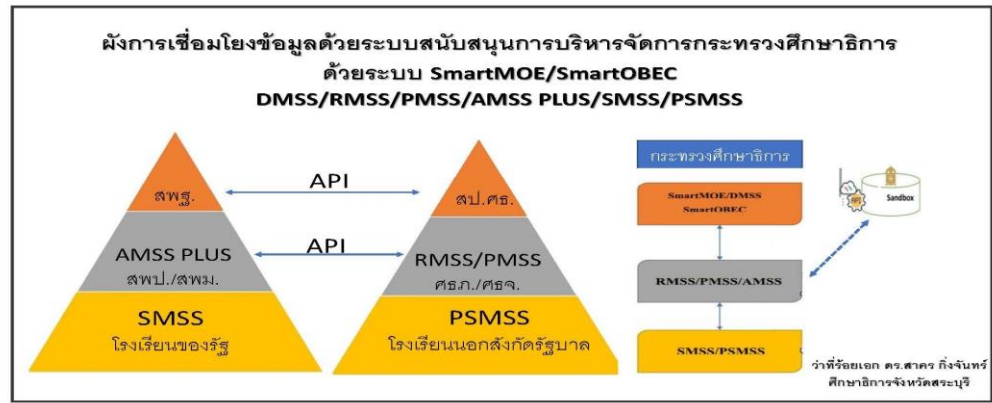 ผังการเชื่อมโยงข้อมูลด้วยระบบสนับสนุนการบริหารจัดการกระทรวงศึกษาธิการ
ด้วยระบบ SmartMOE/SmartOBEC
DMSS/RMSS/PMSS/AMSS PLUS/SMSS/PSMSS
สพฐ.
API
สป.ศธ.
AMSS PLUS
สพป./สพม.
API
RMSS/PMSS
ศธภ./ศธจ.
SMSS
โรงเรียนของรัฐ
PSMSS
โรงเรียนนอกสังกัดรัฐบาล
กระทรวงศึกษาธิการ
SmartMOE/DMSS
SmartOBEC
API
Sandbox
RMSS/PMSS/AMSS
SMSS/PSMSS
ว่าที่ร้อยเอก ดร.สาคร กิ่งจันทร์
ศึกษาธิการจังหวัดสระบุรี